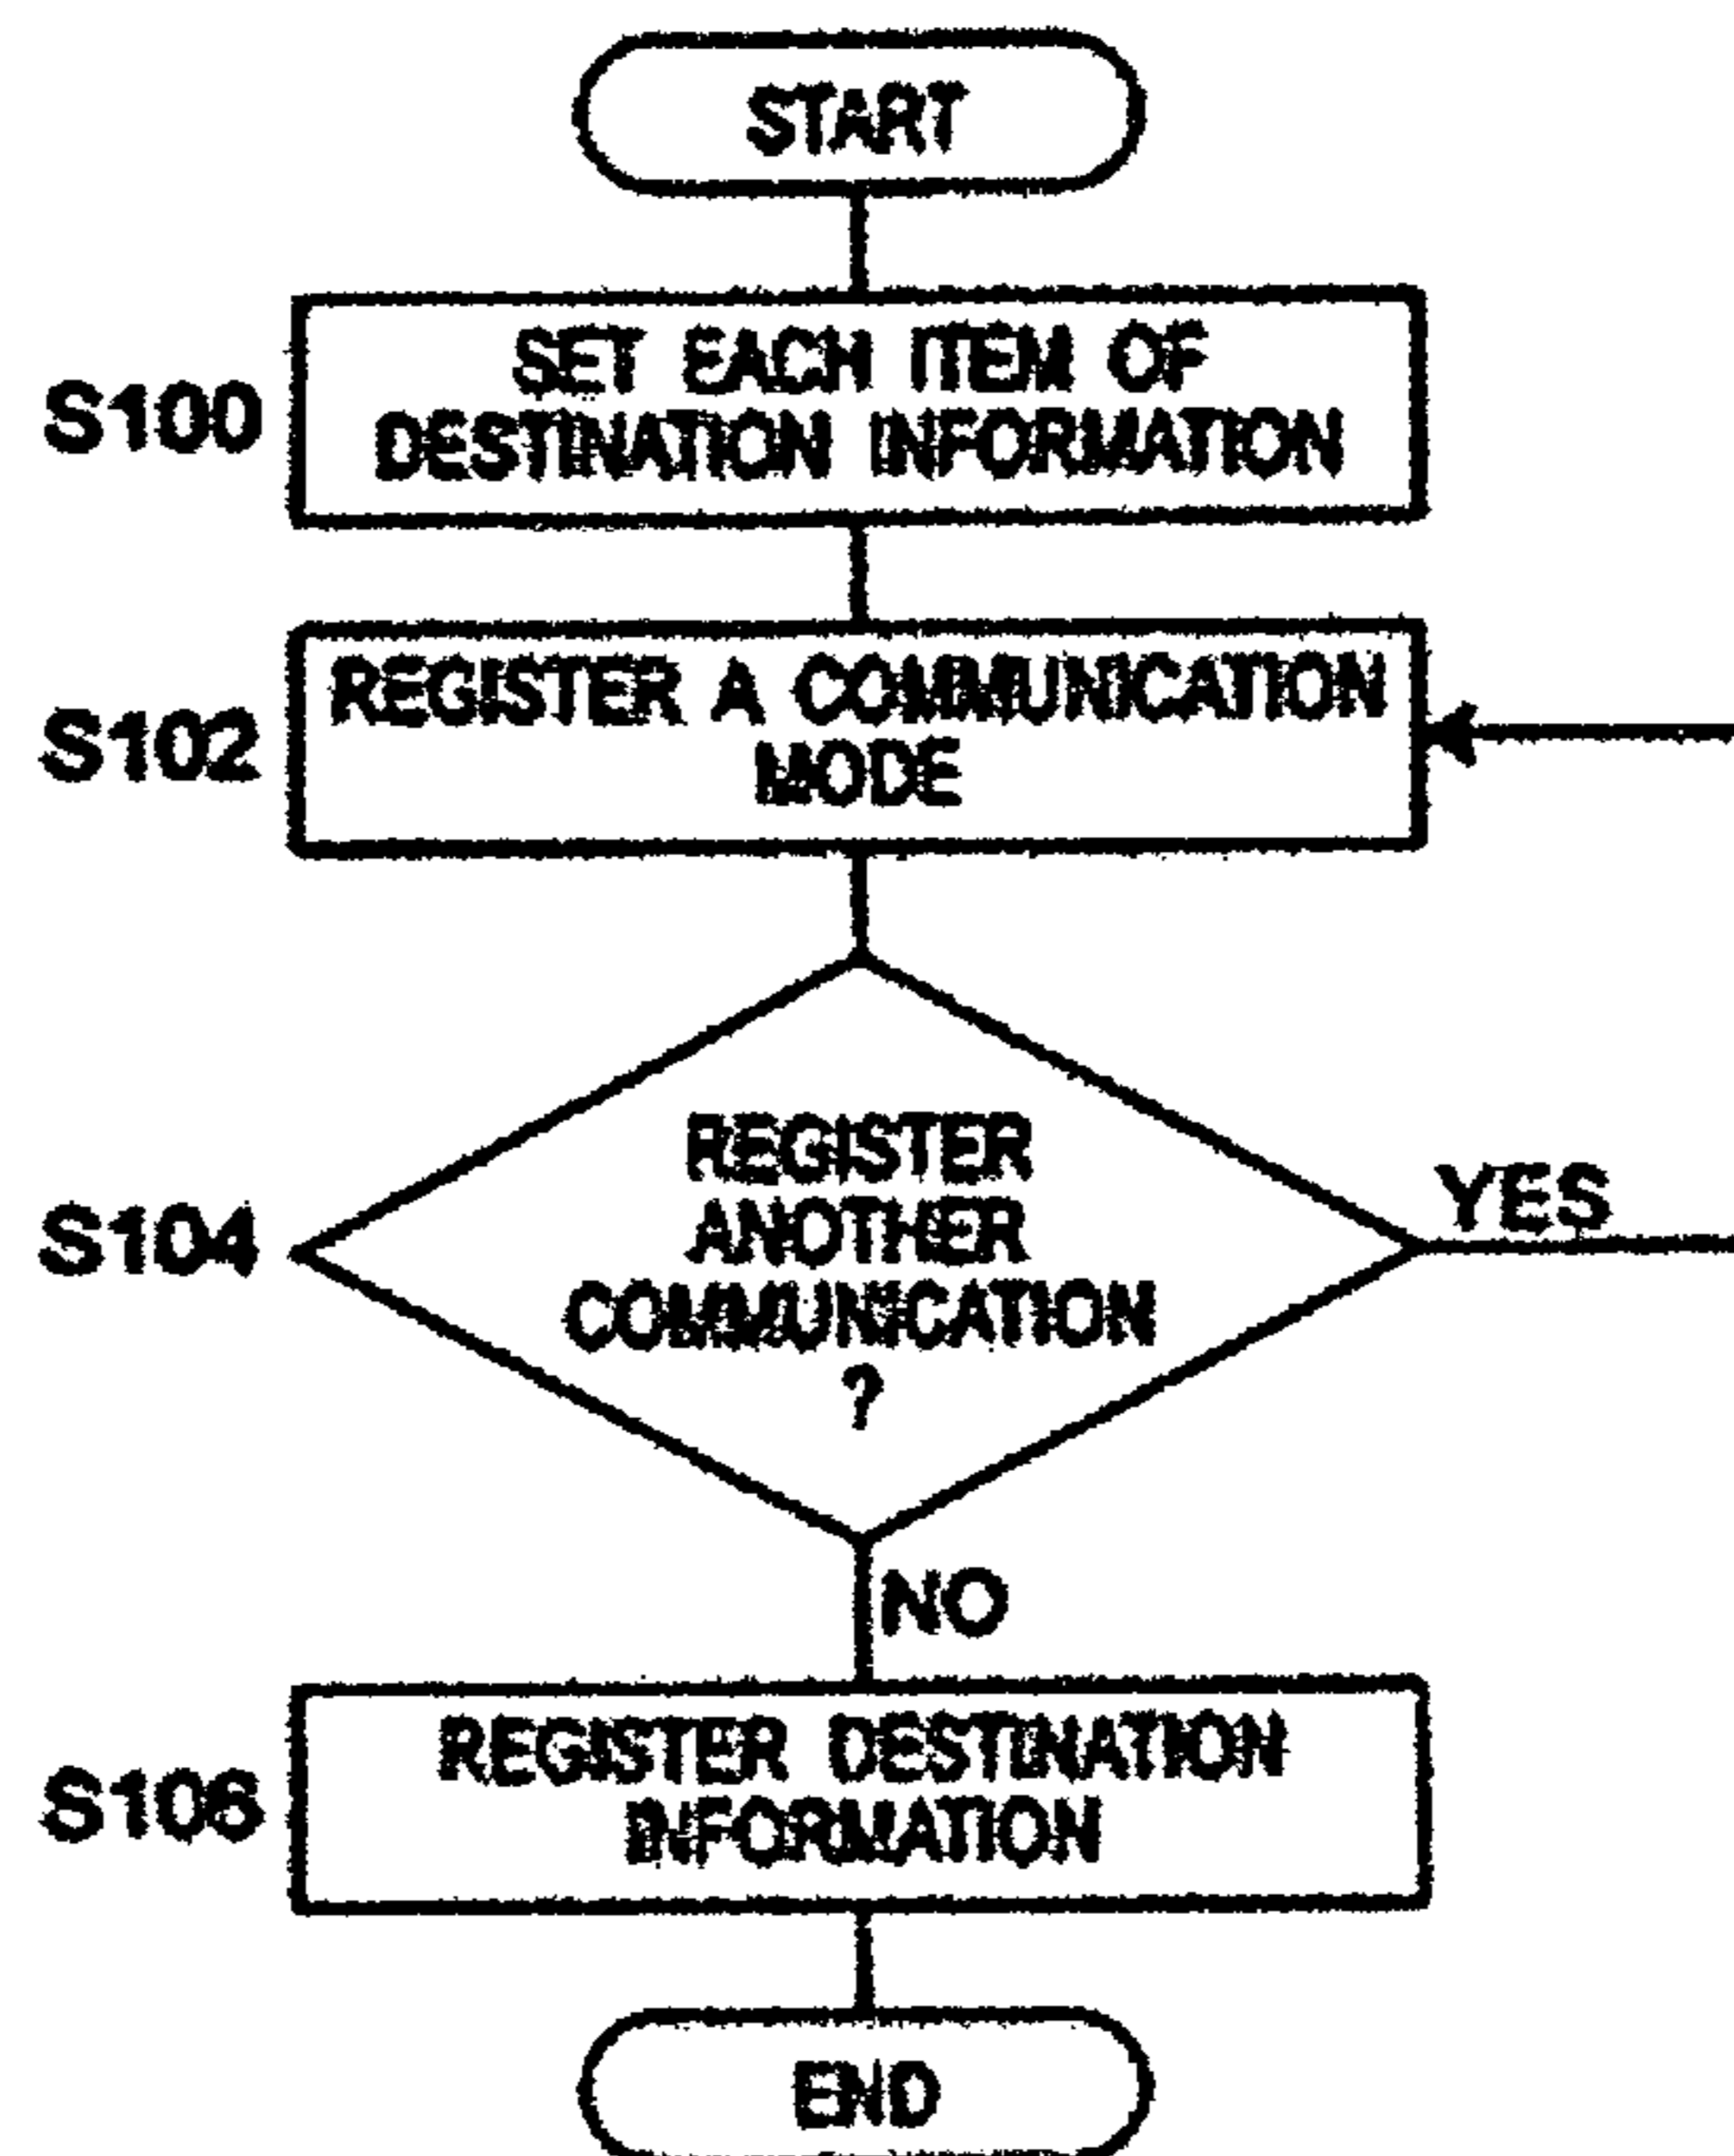 START
S100
SET EACH ITEM OF
DESTINATION INFORMATION
S102
REGISTER A COMMUNICATION
MODE
S104
REGISTER
ANOTHER
COMMUNICATION
?
YES
NO
S106
REGISTER DESTINATION
INFORMATION
END